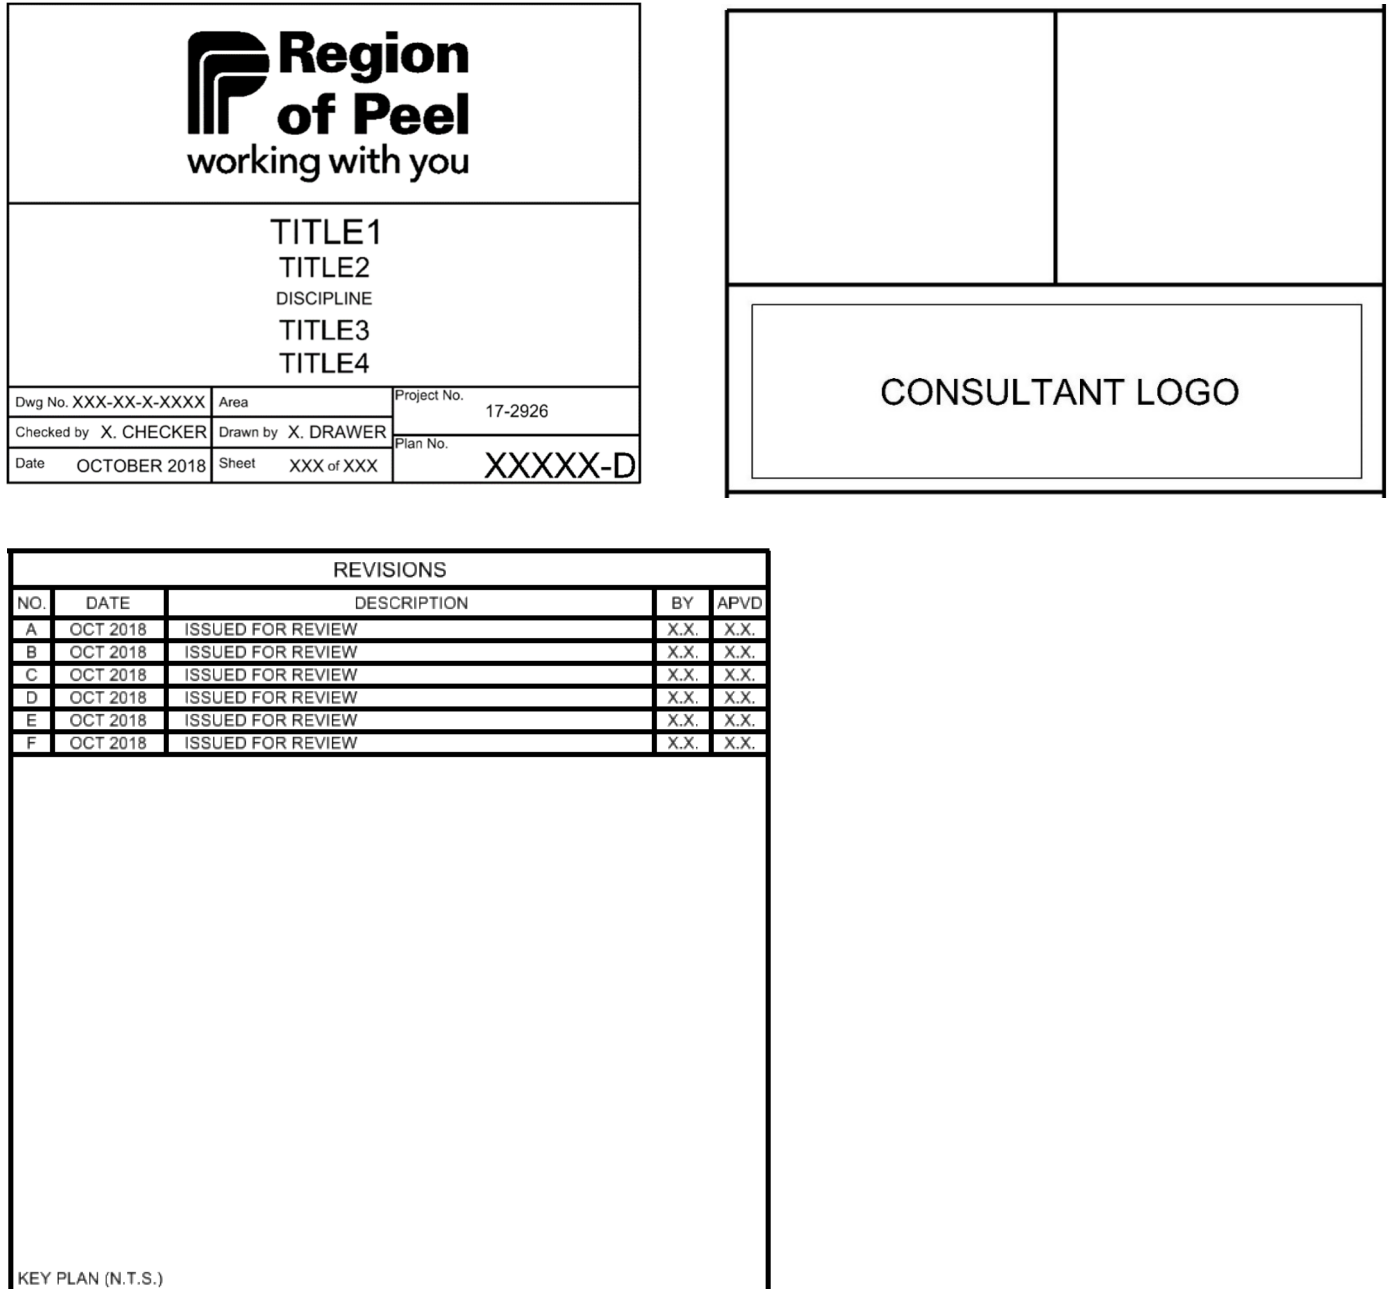 Region
of Peel
working with you
TITLE1
TITLE2
DISCIPLINE
TITLE3
TITLE4
Dwg No. XXX-XX-X-XXXX Area Project No. 17-2926
Checked by X. CHECKER Drawn by X. DRAWER Plan No.
Date OCTOBER 2018 Sheet XXX of XXX XXXXX-D
CONSULTANT LOGO
REVISIONS
NO. DATE DESCRIPTION BY APVD
A OCT 2018 ISSUED FOR REVIEW X.X. X.X.
B OCT 2018 ISSUED FOR REVIEW X.X. X.X.
C OCT 2018 ISSUED FOR REVIEW X.X. X.X.
D OCT 2018 ISSUED FOR REVIEW X.X. X.X.
E OCT 2018 ISSUED FOR REVIEW X.X. X.X.
F OCT 2018 ISSUED FOR REVIEW X.X. X.X.
KEY PLAN (N.T.S.)